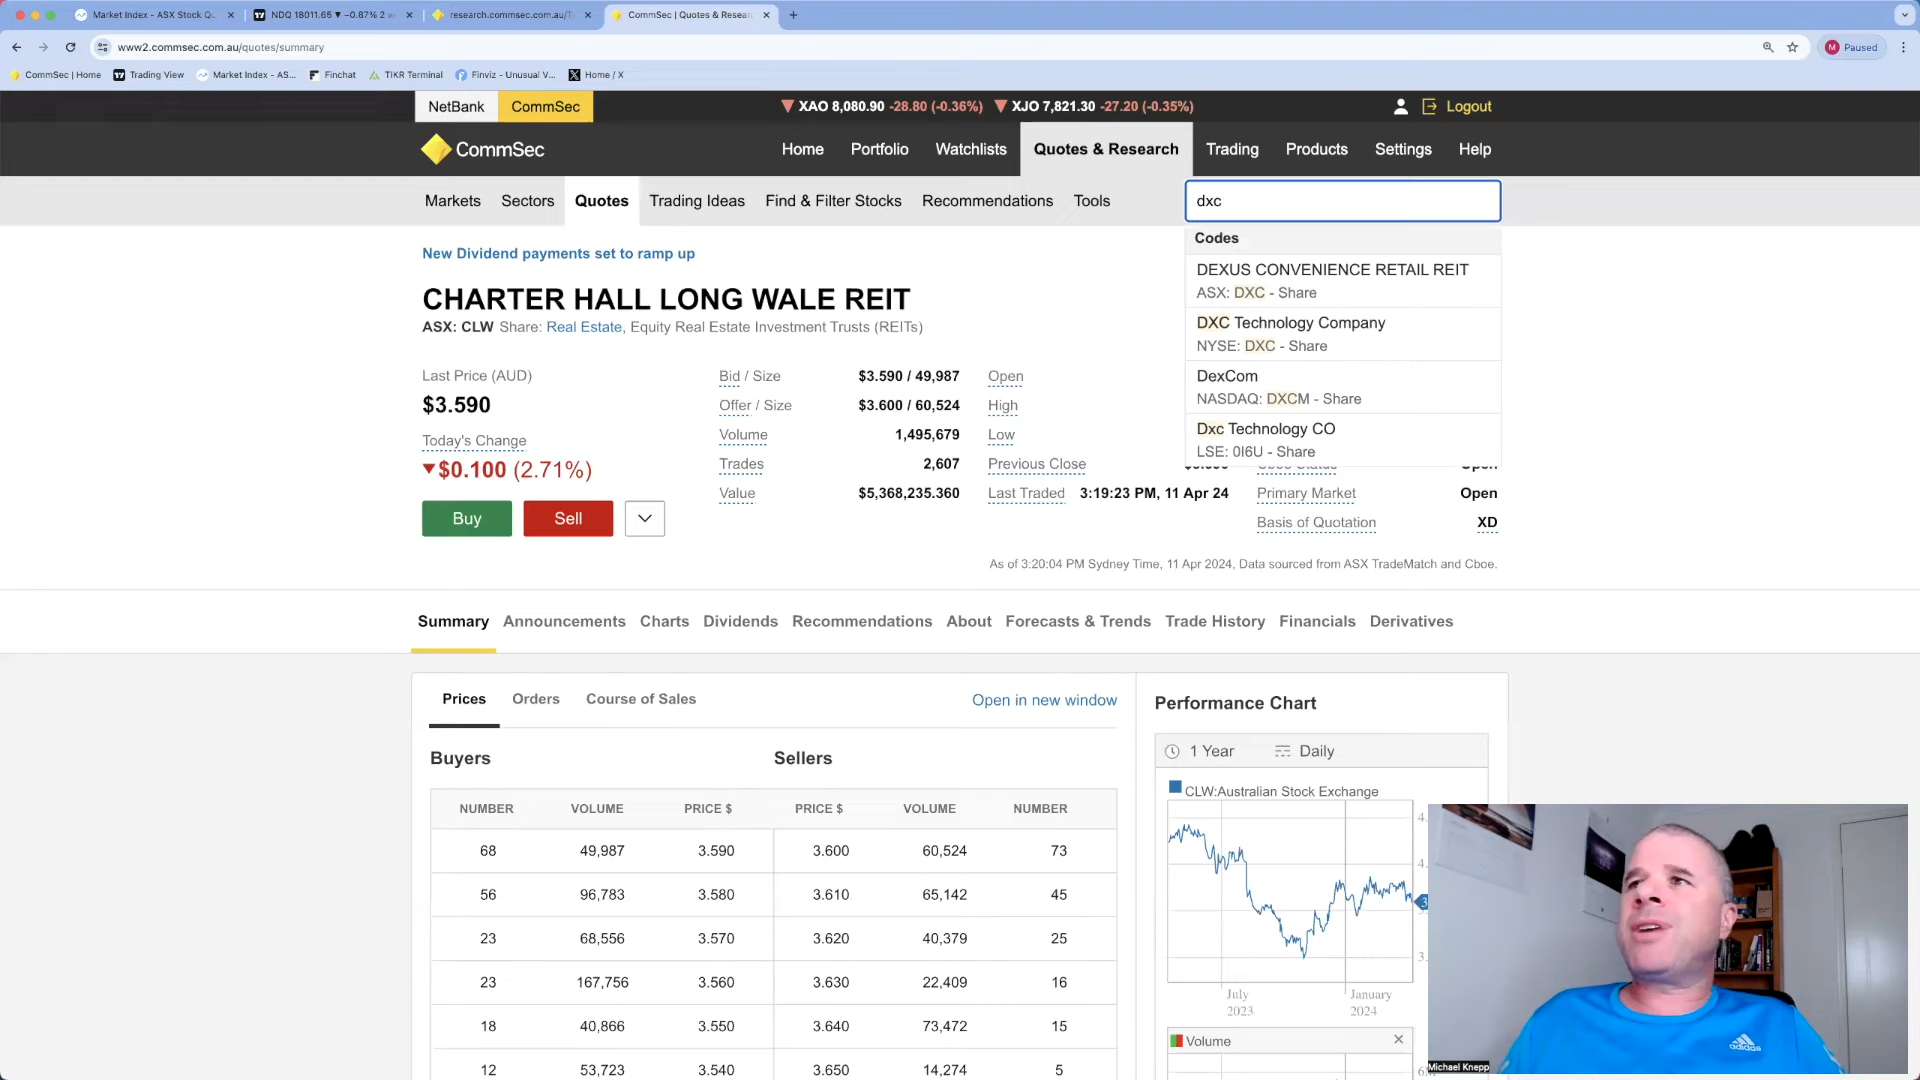 Market Index - ASX Stock Qu
NDQ 18011.65 ▼ −0.87% 2 w
research.commsec.com.au/T
CommSec | Quotes & Resear
www2.commsec.com.au/quotes/summary
M Paused
CommSec | Home
Trading View
Market Index - AS...
Finchat
TIKR Terminal
Finviz - Unusual V...
Home / X
NetBank
CommSec
▼ XAO 8,080.90 -28.80 (-0.36%) ▼ XJO 7,821.30 -27.20 (-0.35%)
Logout
CommSec
Home
Portfolio
Watchlists
Quotes & Research
Trading
Products
Settings
Help
Markets
Sectors
Quotes
Trading Ideas
Find & Filter Stocks
Recommendations
Tools
dxc
Codes
DEXUS CONVENIENCE RETAIL REIT
ASX: DXC - Share
DXC Technology Company
NYSE: DXC - Share
DexCom
NASDAQ: DXCM - Share
Dxc Technology CO
LSE: 0I6U - Share
New Dividend payments set to ramp up
CHARTER HALL LONG WALE REIT
ASX: CLW Share: Real Estate, Equity Real Estate Investment Trusts (REITs)
Last Price (AUD)
$3.590
Today's Change
▼$0.100 (2.71%)
Buy
Sell
Bid / Size $3.590 / 49,987
Offer / Size $3.600 / 60,524
Volume 1,495,679
Trades 2,607
Value $5,368,235.360
Open
High
Low
Previous Close
Last Traded 3:19:23 PM, 11 Apr 24
Cboe Status Open
Primary Market Open
Basis of Quotation XD
As of 3:20:04 PM Sydney Time, 11 Apr 2024, Data sourced from ASX TradeMatch and Cboe.
Summary
Announcements
Charts
Dividends
Recommendations
About
Forecasts & Trends
Trade History
Financials
Derivatives
Prices
Orders
Course of Sales
Open in new window
Buyers
Sellers
NUMBER VOLUME PRICE $ PRICE $ VOLUME NUMBER
68 49,987 3.590 3.600 60,524 73
56 96,783 3.580 3.610 65,142 45
23 68,556 3.570 3.620 40,379 25
23 167,756 3.560 3.630 22,409 16
18 40,866 3.550 3.640 73,472 15
12 53,723 3.540 3.650 14,274 5
Performance Chart
1 Year
Daily
CLW:Australian Stock Exchange
July
2023
January
2024
Volume
adidas
Michael Knepp